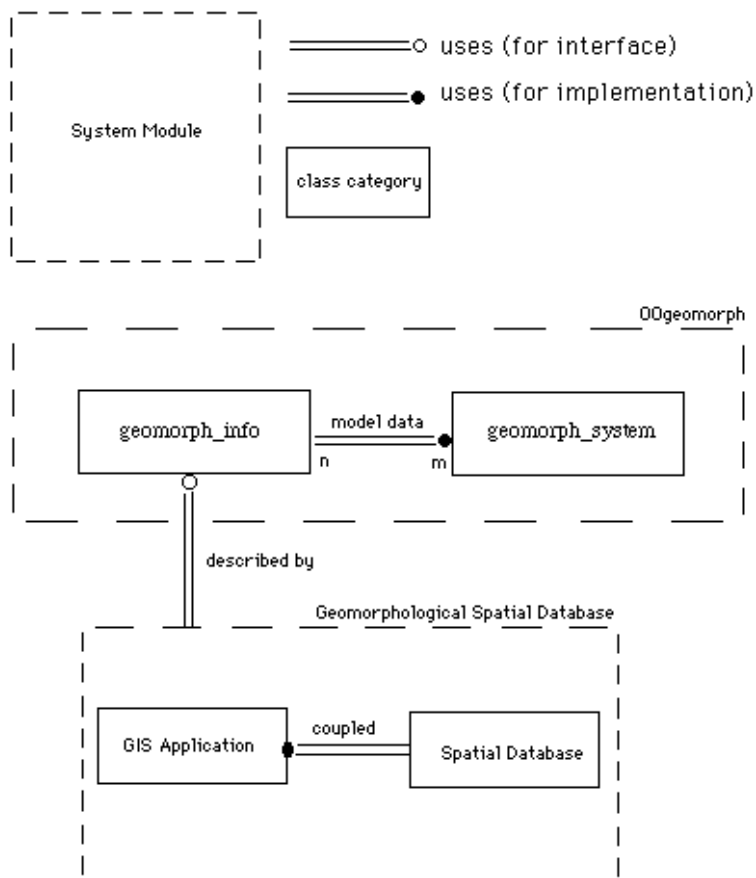 uses (for interface)
uses (for implementation)
System Module
class category
OOgeomorph
geomorph_info
model data
geomorph_system
n
m
described by
Geomorphological Spatial Database
GIS Application
coupled
Spatial Database